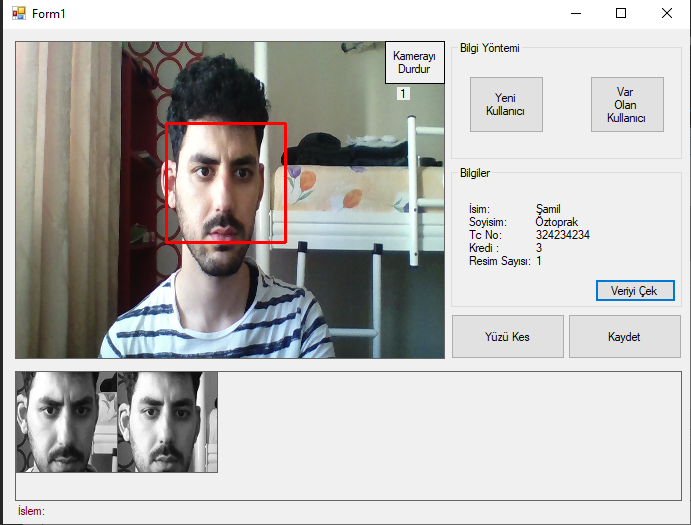 Form1
Kamerayı
Durdur
1
Bilgi Yöntemi
Yeni
Kullanıcı
Var
Olan
Kullanıcı
Bilgiler
İsim: Şamil
Soyisim: Öztoprak
Tc No: 324234234
Kredi : 3
Resim Sayısı: 1
Veriyi Çek
Yüzü Kes
Kaydet
İslem: